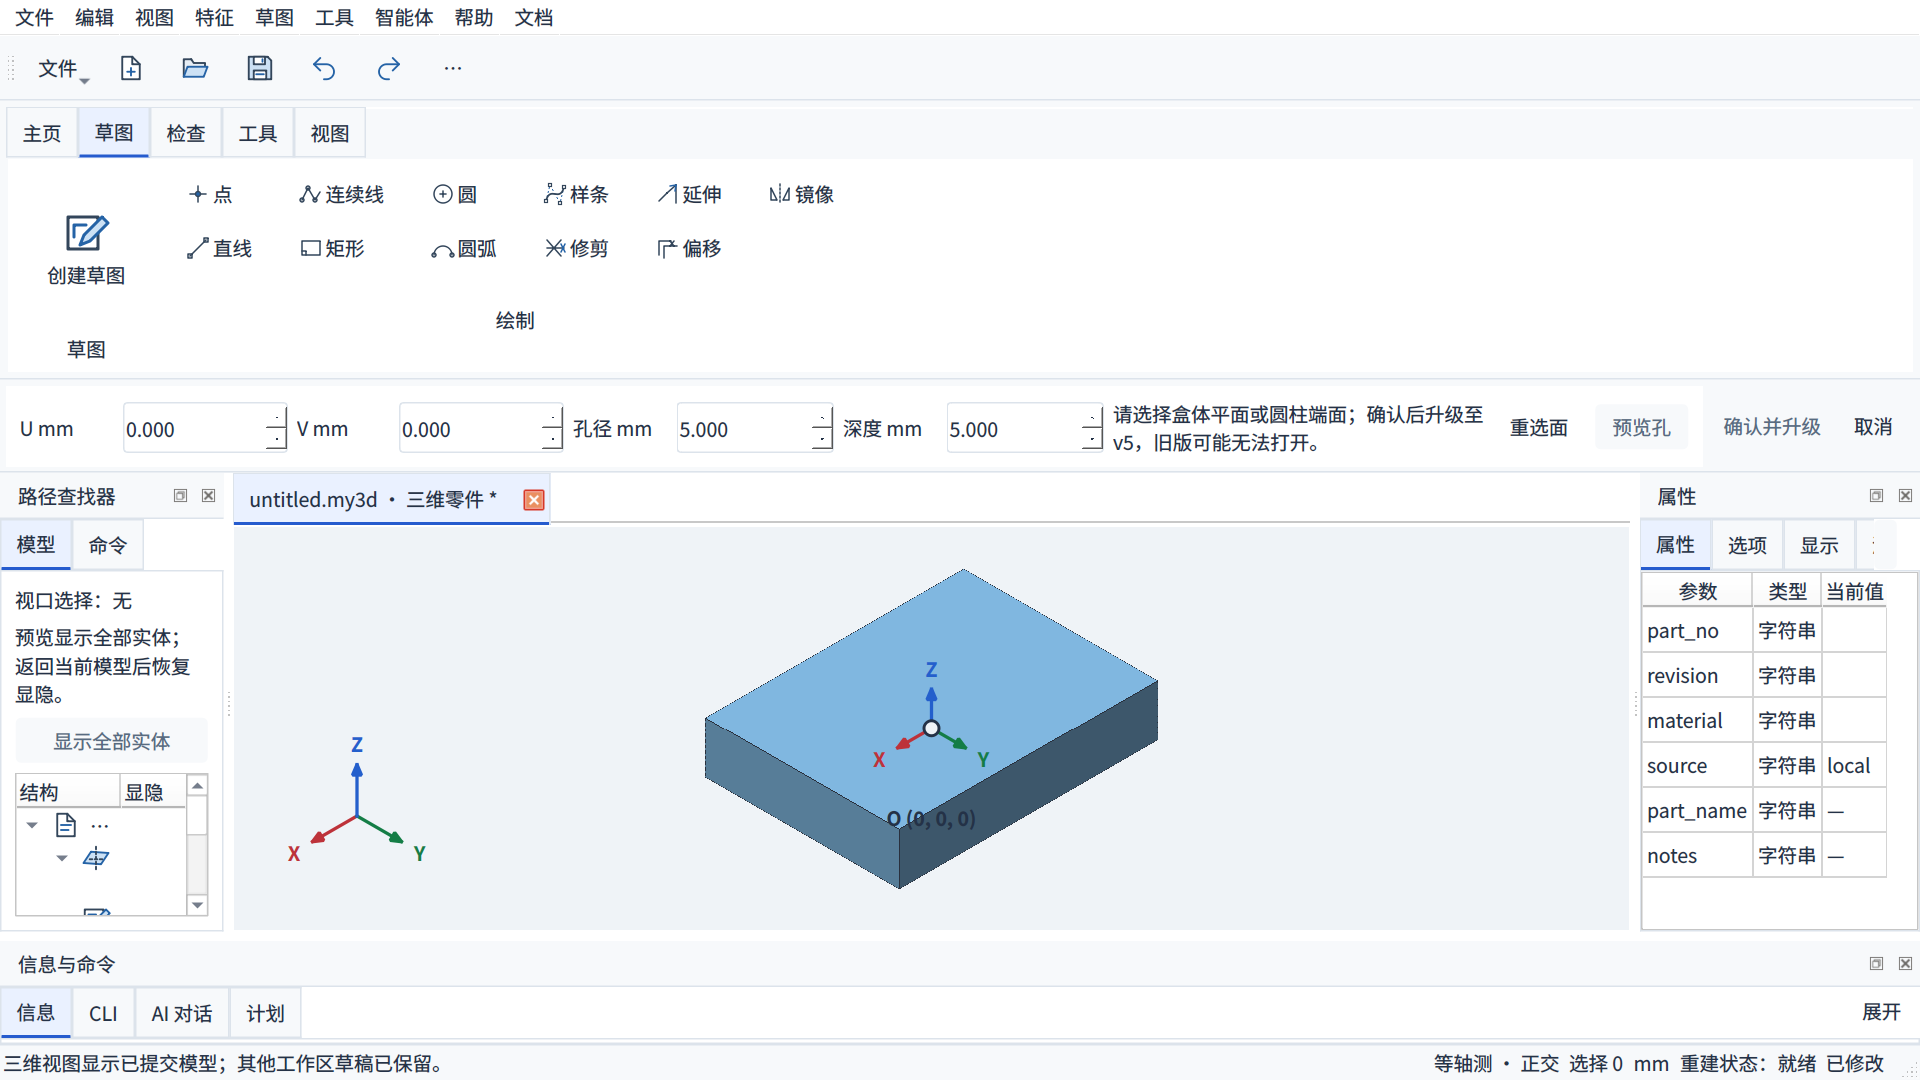 文件 编辑 视图 特征 草图 工具 智能体 帮助 文档
文件 ···
主页 草图 检查 工具 视图
点 连续线 圆 样条 延伸 镜像
直线 矩形 圆弧 修剪 偏移
创建草图
绘制
草图
U mm 0.000 V mm 0.000 孔径 mm 5.000 深度 mm 5.000
请选择盒体平面或圆柱端面；确认后升级至
v5，旧版可能无法打开。
重选面 预览孔 确认并升级 取消
路径查找器
模型 命令
视口选择：无
预览显示全部实体；
返回当前模型后恢复
显隐。
显示全部实体
结构 显隐
...
untitled.my3d · 三维零件 *
Z
X
Y
Z
X
Y
O (0, 0, 0)
属性
属性 选项 显示
参数 类型 当前值
part_no 字符串
revision 字符串
material 字符串
source 字符串 local
part_name 字符串 —
notes 字符串 —
信息与命令
信息 CLI AI 对话 计划
展开
三维视图显示已提交模型；其他工作区草稿已保留。
等轴测 · 正交 选择 0 mm 重建状态：就绪 已修改